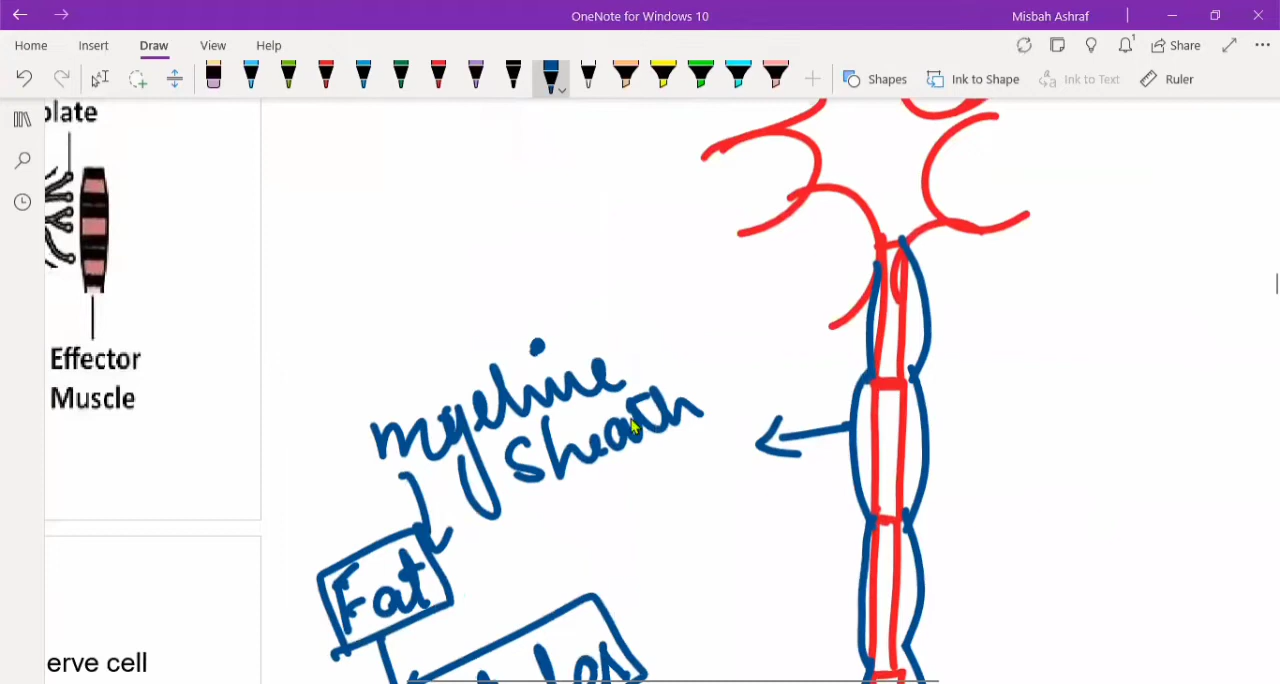 OneNote for Windows 10
Misbah Ashraf
Home Insert Draw View Help
Share
Shapes Ink to Shape Ink to Text Ruler
plate
Effector
Muscle
myeline
Sheath
Fat
erve cell